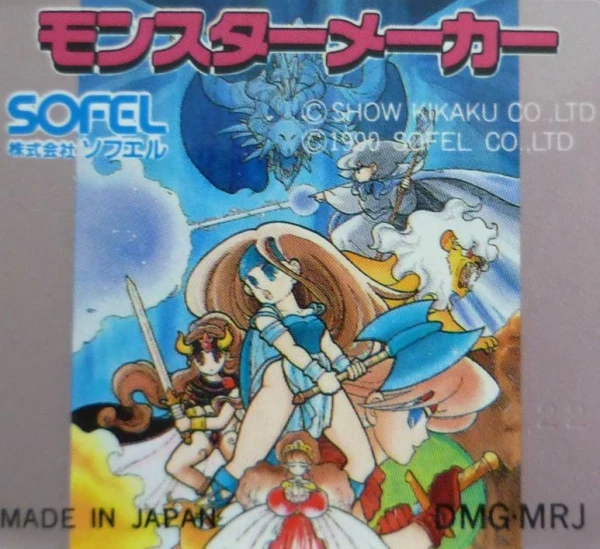 モンスターメーカー
SOFEL
株式会社 ソフエル
©SHOW KIKAKU CO.,LTD
©1990 SOFEL CO.,LTD
22
MADE IN JAPAN
DMG·MRJ